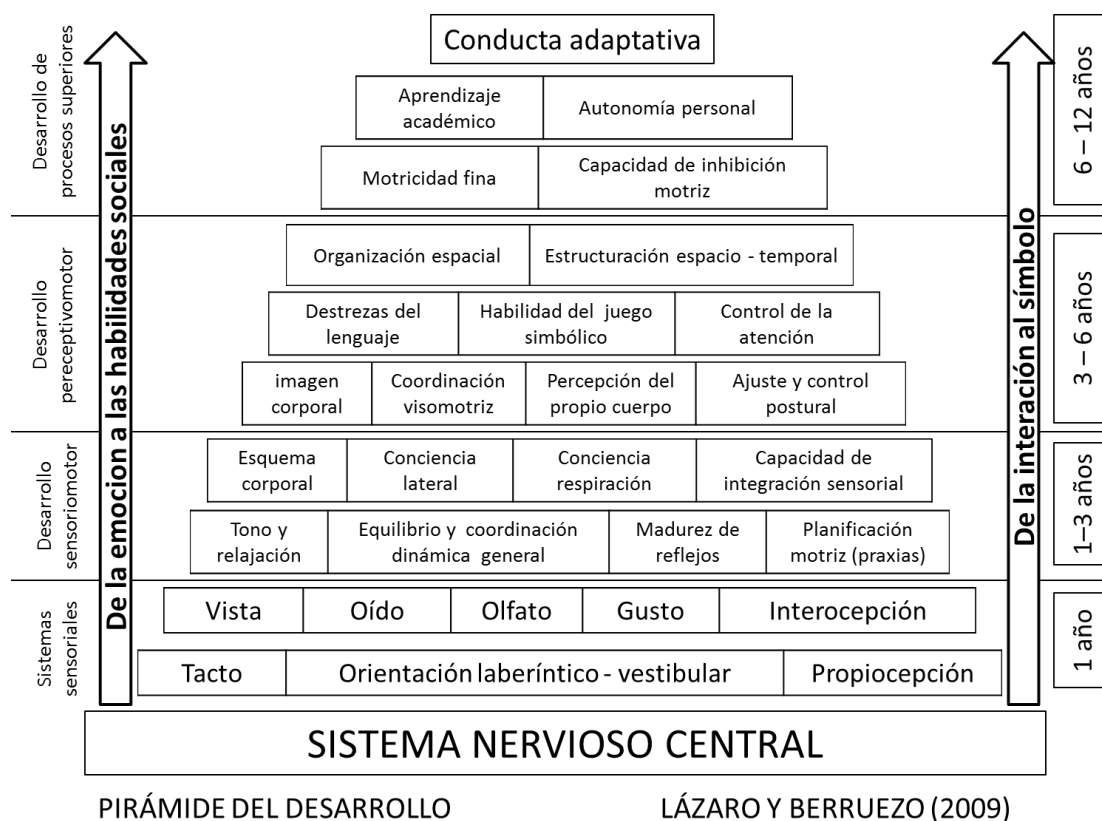 Conducta adaptativa
Desarrollo de
procesos superiores
Aprendizaje
académico
Autonomía personal
6 – 12 años
Motricidad fina
Capacidad de inhibición
motriz
De la emocion a las habilidades sociales
De la interación al símbolo
Desarrollo
pereceptivomotor
Organización espacial
Estructuración espacio - temporal
3 – 6 años
Destrezas del
lenguaje
Habilidad del juego
simbólico
Control de la
atención
imagen
corporal
Coordinación
visomotriz
Percepción del
propio cuerpo
Ajuste y control
postural
Desarrollo
sensoriomotor
Esquema
corporal
Conciencia
lateral
Conciencia
respiración
Capacidad de
integración sensorial
1–3 años
Tono y
relajación
Equilibrio y coordinación
dinámica general
Madurez de
reflejos
Planificación
motriz (praxias)
Sistemas
sensoriales
Vista
Oído
Olfato
Gusto
Interocepción
1 año
Tacto
Orientación laberíntico - vestibular
Propiocepción
SISTEMA NERVIOSO CENTRAL
PIRÁMIDE DEL DESARROLLO
LÁZARO Y BERRUEZO (2009)